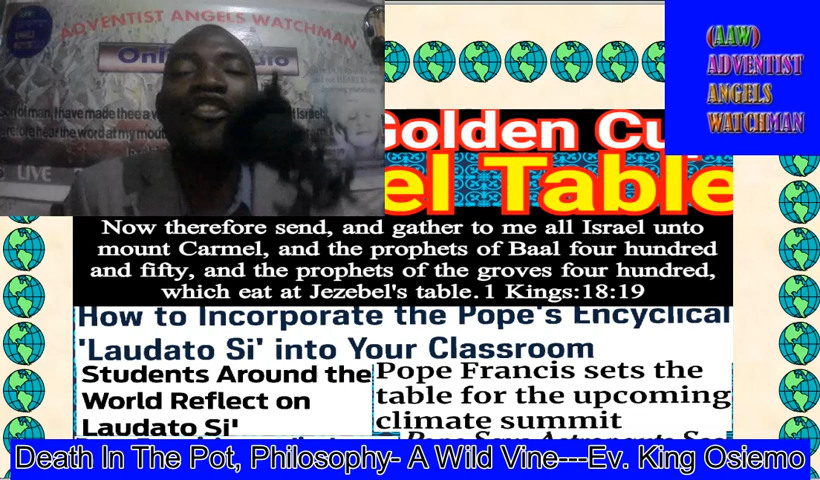 ADVENTIST ANGELS WATCHMAN
LIVE
(AAW)
ADVENTIST
ANGELS
WATCHMAN
Golden Cu
el Table
Now therefore send, and gather to me all Israel unto
mount Carmel, and the prophets of Baal four hundred
and fifty, and the prophets of the groves four hundred,
which eat at Jezebel's table.1 Kings:18:19
How to Incorporate the Pope's Encyclical
'Laudato Si' into Your Classroom
Students Around the
World Reflect on
Laudato Si'
Pope Francis sets the
table for the upcoming
climate summit
Death In The Pot, Philosophy- A Wild Vine---Ev. King Osiemo